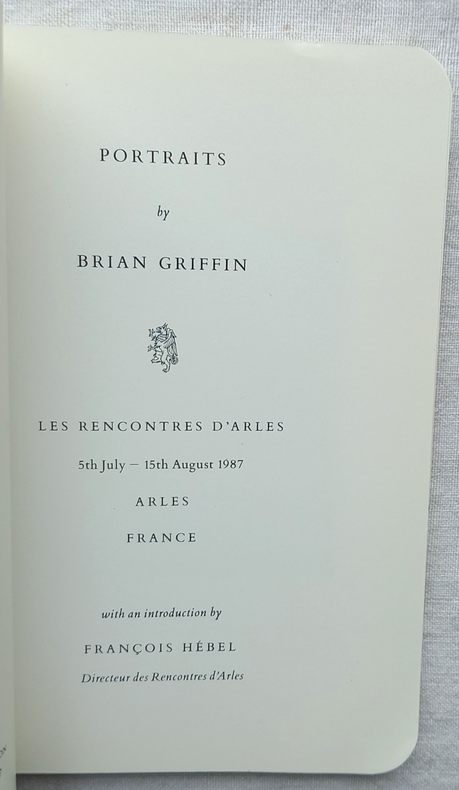 PORTRAITS
by
BRIAN GRIFFIN
LES RENCONTRES D'ARLES
5th July — 15th August 1987
ARLES
FRANCE
with an introduction by
FRANÇOIS HÉBEL
Directeur des Rencontres d'Arles